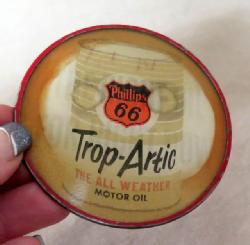 Phillips
66
Trop-Artic
THE ALL WEATHER
MOTOR OIL